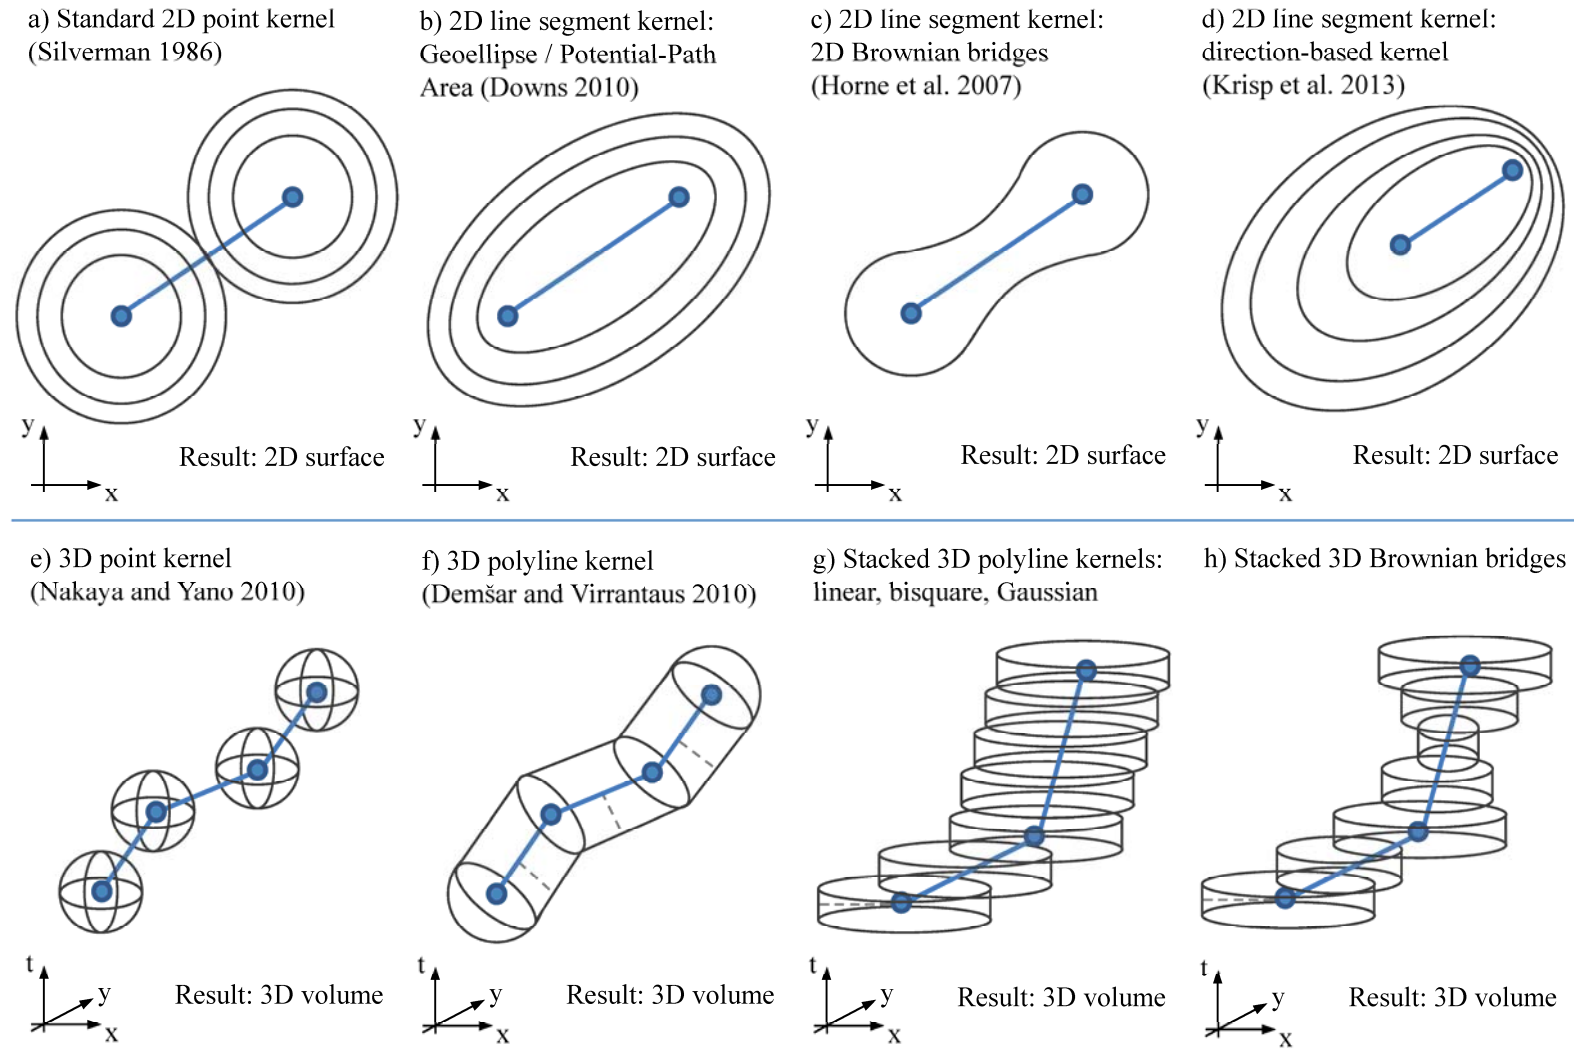 a) Standard 2D point kernel
(Silverman 1986)
b) 2D line segment kernel:
Geoellipse / Potential-Path
Area (Downs 2010)
c) 2D line segment kernel:
2D Brownian bridges
(Horne et al. 2007)
d) 2D line segment kernel:
direction-based kernel
(Krisp et al. 2013)
y
x
Result: 2D surface
y
x
Result: 2D surface
y
x
Result: 2D surface
y
x
Result: 2D surface
e) 3D point kernel
(Nakaya and Yano 2010)
f) 3D polyline kernel
(Demšar and Virrantaus 2010)
g) Stacked 3D polyline kernels:
linear, bisquare, Gaussian
h) Stacked 3D Brownian bridges
t
y
x
Result: 3D volume
t
y
x
Result: 3D volume
t
y
x
Result: 3D volume
t
y
x
Result: 3D volume